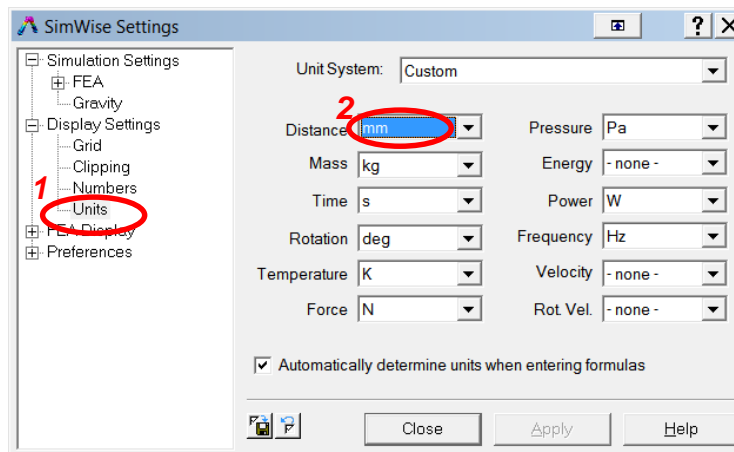 SimWise Settings
?
Simulation Settings
FEA
Gravity
Display Settings
Grid
Clipping
Numbers
1
Units
FEA Display
Preferences
Unit System: Custom
2
Distance mm
Mass kg
Time s
Rotation deg
Temperature K
Force N
Pressure Pa
Energy - none -
Power W
Frequency Hz
Velocity - none -
Rot. Vel. - none -
Automatically determine units when entering formulas
Close Apply Help